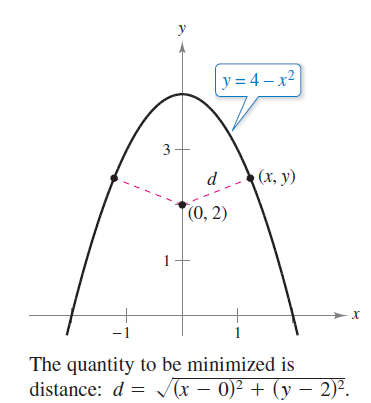 y
y = 4 – x²
3
d
(x, y)
(0, 2)
1
x
−1
1
The quantity to be minimized is
distance: d = √(x − 0)² + (y − 2)².